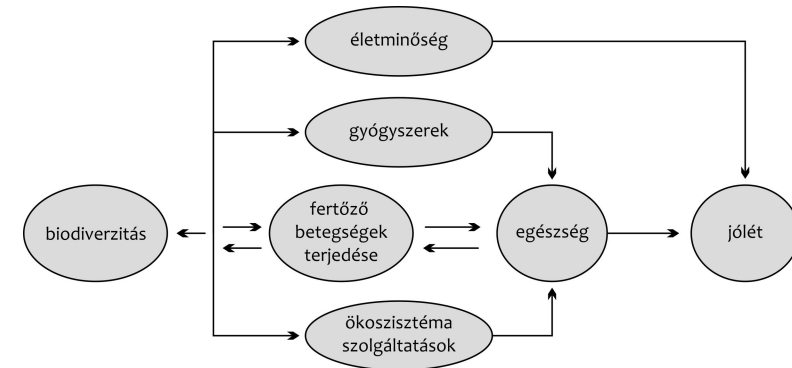 életminőség
gyógyszerek
biodiverzitás
fertőző
betegségek
terjedése
egészség
jólét
ökoszisztéma
szolgáltatások